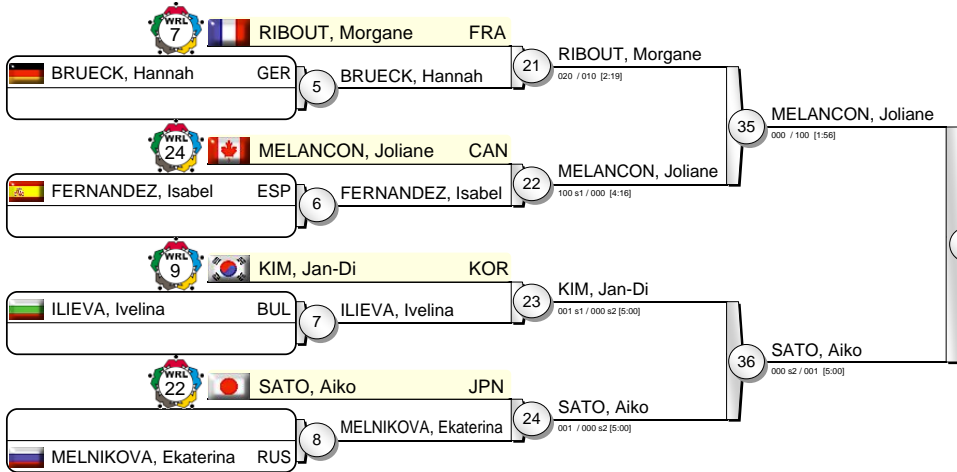 WRL
7
RIBOUT, Morgane FRA
BRUECK, Hannah GER
5
BRUECK, Hannah
21
RIBOUT, Morgane
020 / 010 [2:19]
35
MELANCON, Joliane
000 / 100 [1:56]
WRL
24
MELANCON, Joliane CAN
FERNANDEZ, Isabel ESP
6
FERNANDEZ, Isabel
22
MELANCON, Joliane
100 s1 / 000 [4:16]
WRL
9
KIM, Jan-Di KOR
ILIEVA, Ivelina BUL
7
ILIEVA, Ivelina
23
KIM, Jan-Di
001 s1 / 000 s2 [5:00]
36
SATO, Aiko
000 s2 / 001 [5:00]
WRL
22
SATO, Aiko JPN
8
MELNIKOVA, Ekaterina
24
SATO, Aiko
001 / 000 s2 [5:00]
MELNIKOVA, Ekaterina RUS